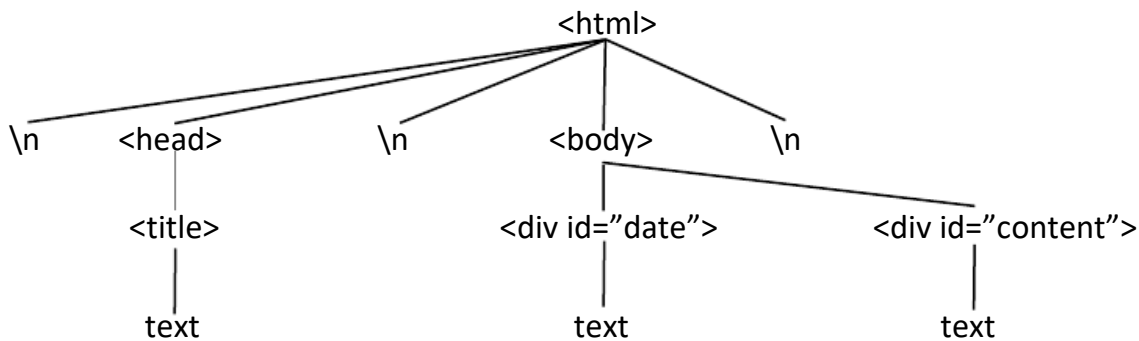 <html>
\n <head> \n <body> \n
<title> <div id=”date”> <div id=”content”>
text text text